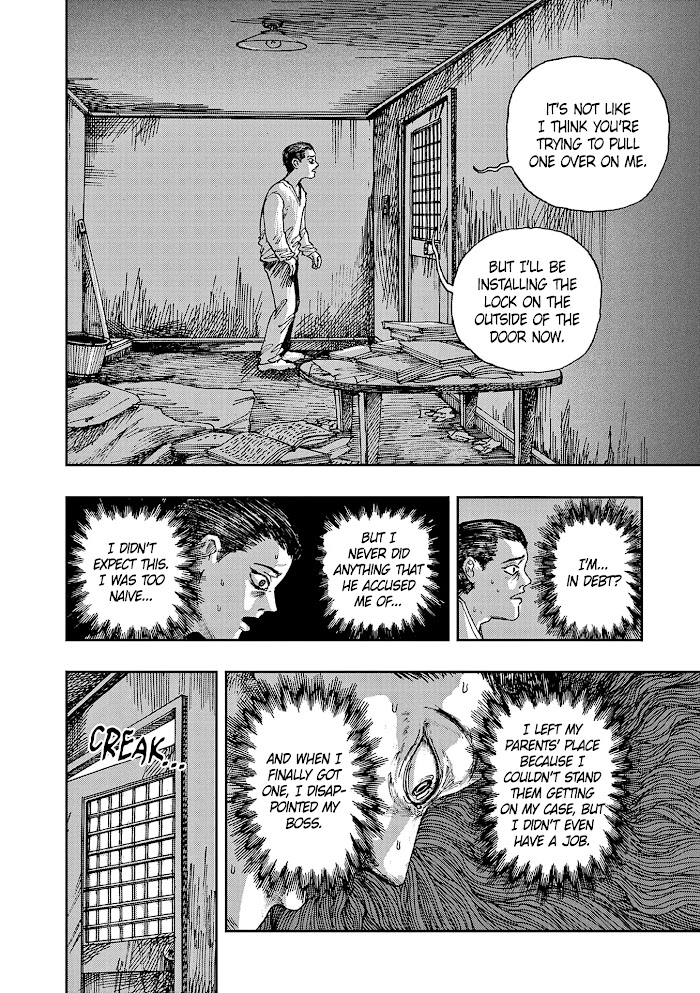 IT'S NOT LIKE
I THINK YOU'RE
TRYING TO PULL
ONE OVER ON ME.
BUT I'LL BE
INSTALLING THE
LOCK ON THE
OUTSIDE OF THE
DOOR NOW.
I'M...
IN DEBT?
BUT I
NEVER DID
ANYTHING THAT
HE ACCUSED
ME OF...
I DIDN'T
EXPECT THIS.
I WAS TOO
NAIVE...
I LEFT MY
PARENTS' PLACE
BECAUSE I
COULDN'T STAND
THEM GETTING
ON MY CASE, BUT
I DIDN'T EVEN
HAVE A JOB.
AND WHEN I
FINALLY GOT
ONE, I DISAP-
POINTED MY
BOSS.
CREAK...